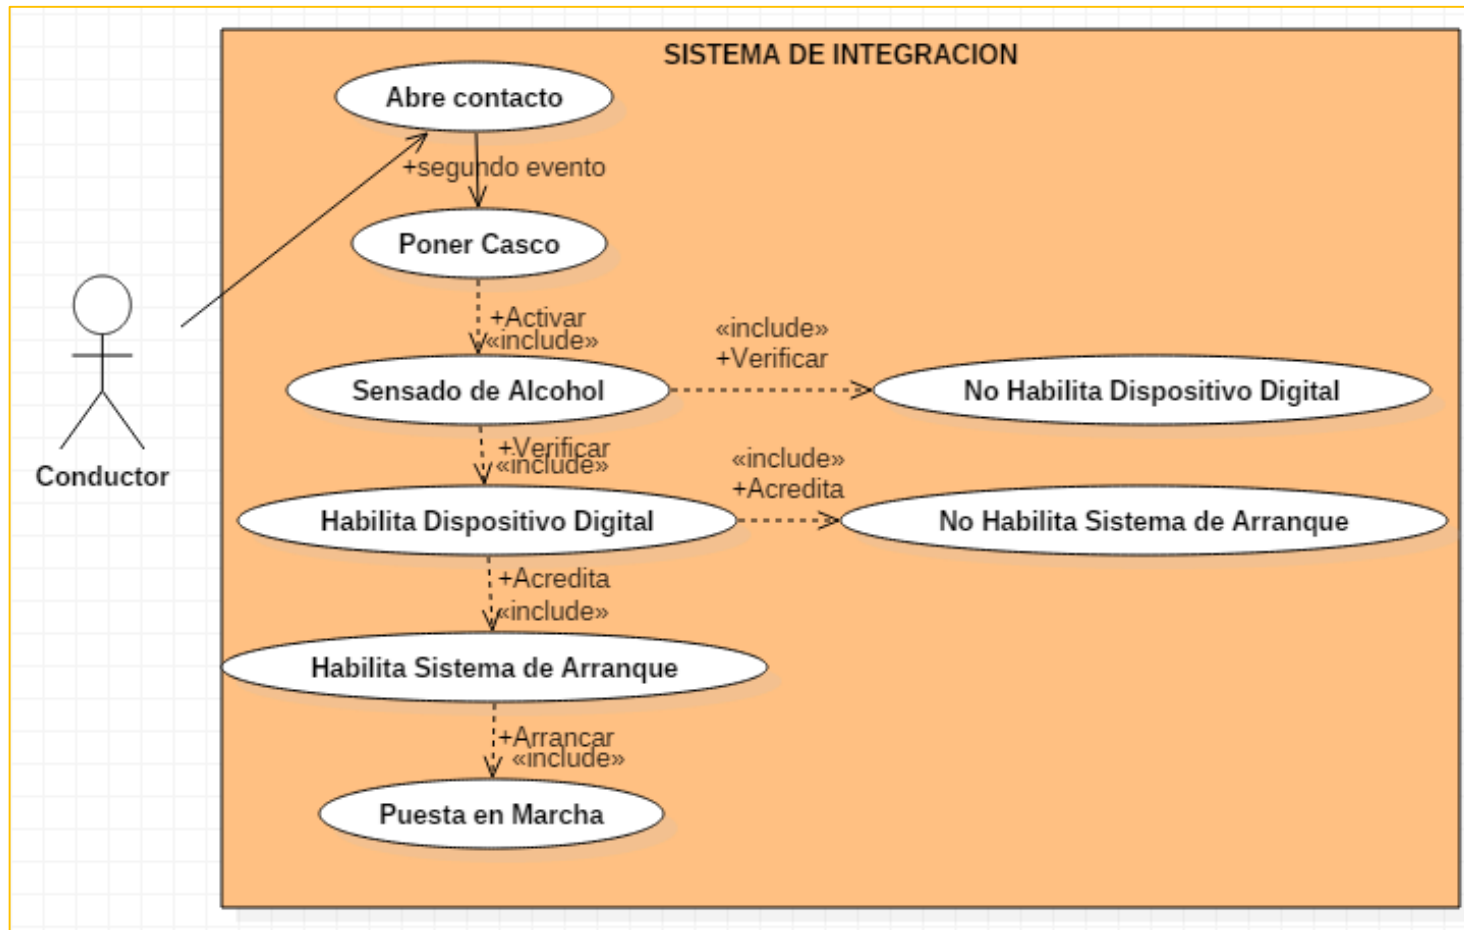 SISTEMA DE INTEGRACION
Abre contacto
+segundo evento
Poner Casco
+Activar
«include»
«include»
+Verificar
Sensado de Alcohol
No Habilita Dispositivo Digital
+Verificar
«include»
«include»
+Acredita
Conductor
Habilita Dispositivo Digital
No Habilita Sistema de Arranque
+Acredita
«include»
Habilita Sistema de Arranque
+Arrancar
«include»
Puesta en Marcha